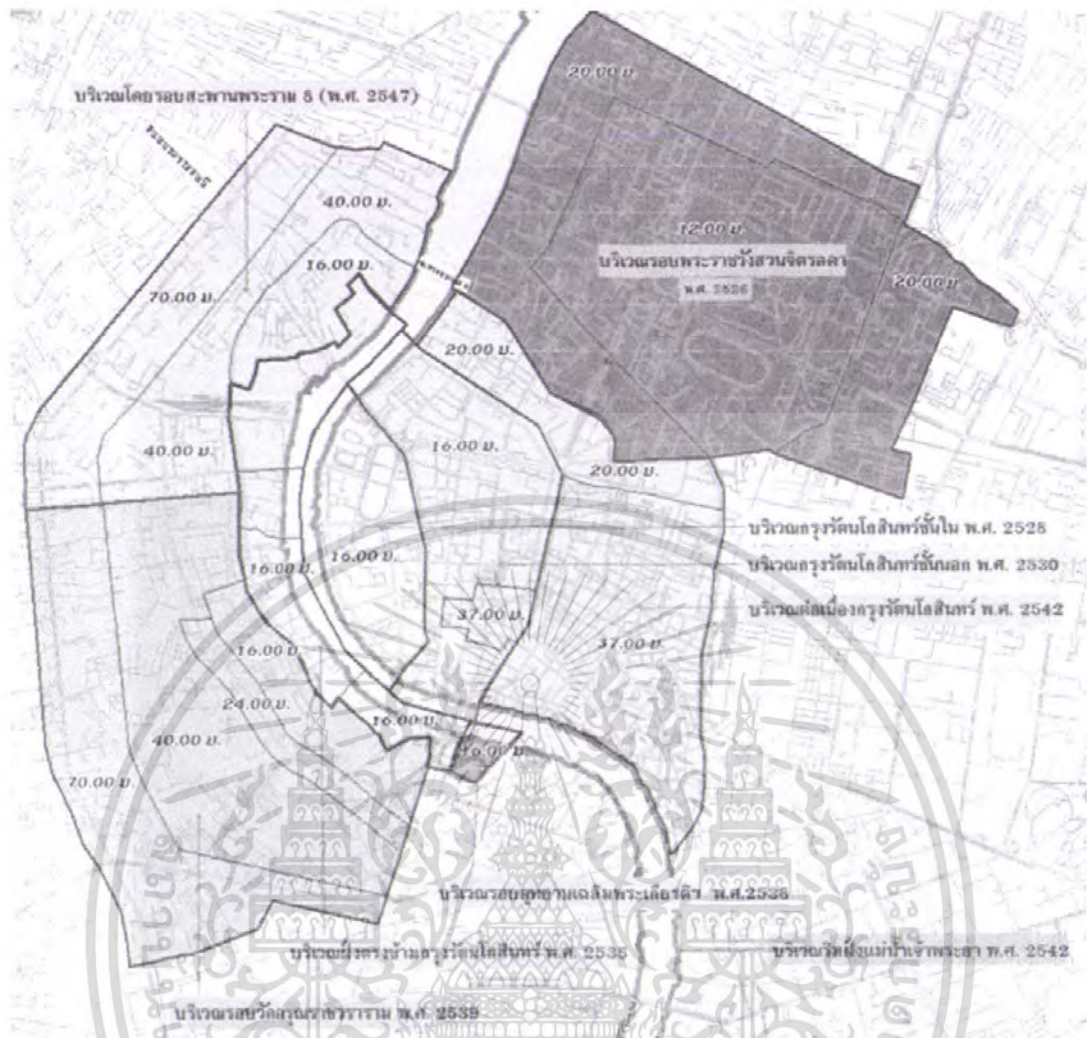 20.00 ม.
บริเวณโดยรอบสะพานพระราม 8 (พ.ศ. 2547)
40.00 ม.
12.00 ม.
บริเวณรอบพระราชวังสวนจิตรลดา
พ.ศ. 2526
16.00 ม.
70.00 ม.
20.00 ม.
20.00 ม.
40.00 ม.
16.00 ม.
20.00 ม.
บริเวณกรุงรัตนโกสินทร์ชั้นใน พ.ศ. 2528
16.00 ม.
16.00 ม.
บริเวณกรุงรัตนโกสินทร์ชั้นนอก พ.ศ. 2530
บริเวณต่อเนื่องกรุงรัตนโกสินทร์ พ.ศ. 2542
37.00 ม.
37.00 ม.
16.00 ม.
24.00 ม.
16.00 ม.
40.00 ม.
16.00 ม.
70.00 ม.
บริเวณรอบอุทยานเฉลิมพระเกียรติฯ พ.ศ.2536
บริเวณฝั่งตรงข้ามกรุงรัตนโกสินทร์ พ.ศ. 2535
บริเวณริมฝั่งแม่น้ำเจ้าพระยา พ.ศ. 2542
บริเวณรอบวัดอรุณราชวราราม พ.ศ. 2539